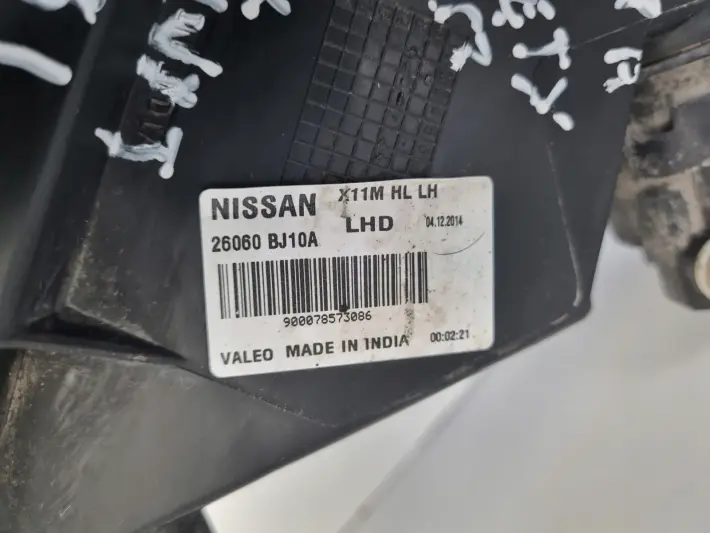 X11M HL LH
NISSAN
LHD
04.12.2014
26060 BJ10A
900078573086
VALEO MADE IN INDIA 00:02:21